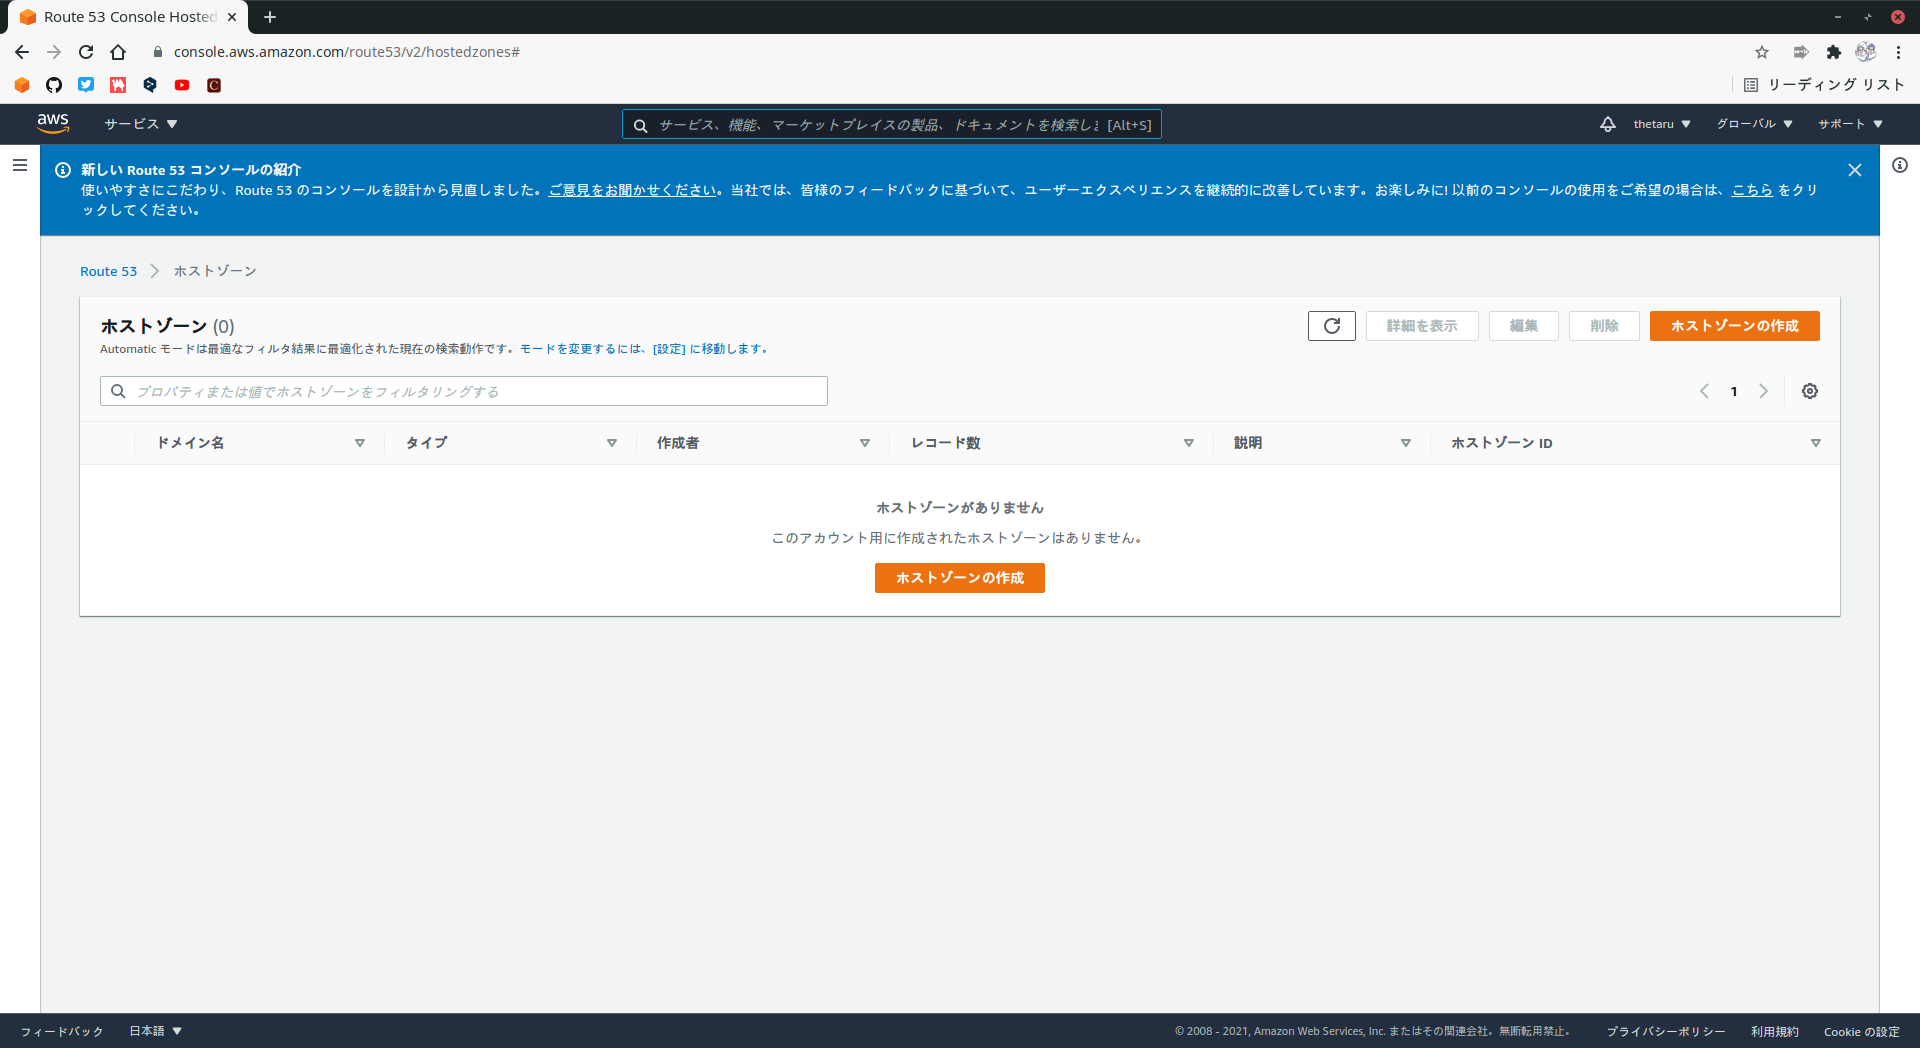 Route 53 Console Hosted
console.aws.amazon.com/route53/v2/hostedzones#
リーディング リスト
aws サービス サービス、機能、マーケットプレイスの製品、ドキュメントを検索しま [Alt+S] thetaru グローバル サポート
新しい Route 53 コンソールの紹介
使いやすさにこだわり、Route 53 のコンソールを設計から見直しました。ご意見をお聞かせください。当社では、皆様のフィードバックに基づいて、ユーザーエクスペリエンスを継続的に改善しています。お楽しみに! 以前のコンソールの使用をご希望の場合は、こちら をクリ
ックしてください。
Route 53 ホストゾーン
ホストゾーン (0) 詳細を表示 編集 削除 ホストゾーンの作成
Automatic モードは最適なフィルタ結果に最適化された現在の検索動作です。モードを変更するには、[設定] に移動します。
プロパティまたは値でホストゾーンをフィルタリングする 1
ドメイン名 タイプ 作成者 レコード数 説明 ホストゾーン ID
ホストゾーンがありません
このアカウント用に作成されたホストゾーンはありません。
ホストゾーンの作成
フィードバック 日本語 © 2008 - 2021, Amazon Web Services, Inc. またはその関連会社。無断転用禁止。 プライバシーポリシー 利用規約 Cookie の設定